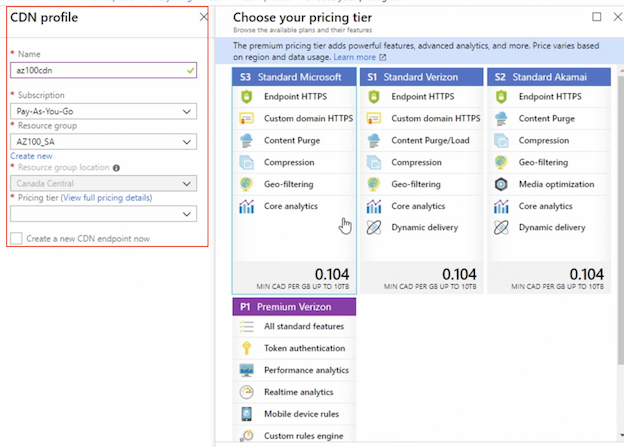 CDN profile
* Name
az100cdn
* Subscription
Pay-As-You-Go
* Resource group
AZ100_SA
Create new
* Resource group location
Canada Central
* Pricing tier (View full pricing details)
Create a new CDN endpoint now
Choose your pricing tier
Browse the available plans and their features
The premium pricing tier adds powerful features, advanced analytics, and more. Price varies based
on region and data usage. Learn more
S3 Standard Microsoft
Endpoint HTTPS
Custom domain HTTPS
Content Purge
Compression
Geo-filtering
Core analytics
0.104
MIN CAD PER GB UP TO 10TB
S1 Standard Verizon
Endpoint HTTPS
Custom domain HTTPS
Content Purge/Load
Compression
Geo-filtering
Core analytics
Dynamic delivery
0.104
MIN CAD PER GB UP TO 10TB
S2 Standard Akamai
Endpoint HTTPS
Content Purge
Compression
Geo-filtering
Media optimization
Core analytics
Dynamic delivery
0.104
MIN CAD PER GB UP TO 10TB
P1 Premium Verizon
All standard features
Token authentication
Performance analytics
Realtime analytics
Mobile device rules
Custom rules engine